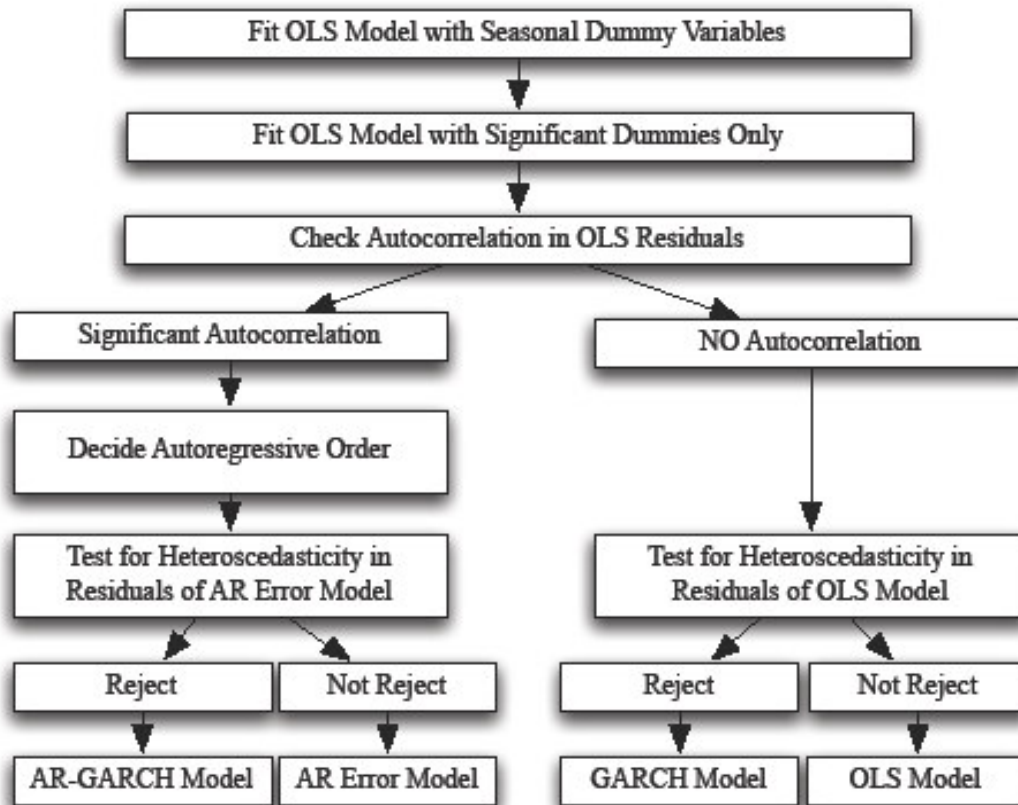 Fit OLS Model with Seasonal Dummy Variables
Fit OLS Model with Significant Dummies Only
Check Autocorrelation in OLS Residuals
Significant Autocorrelation
NO Autocorrelation
Decide Autoregressive Order
Test for Heteroscedasticity in
Residuals of AR Error Model
Test for Heteroscedasticity in
Residuals of OLS Model
Reject
Not Reject
Reject
Not Reject
AR-GARCH Model
AR Error Model
GARCH Model
OLS Model